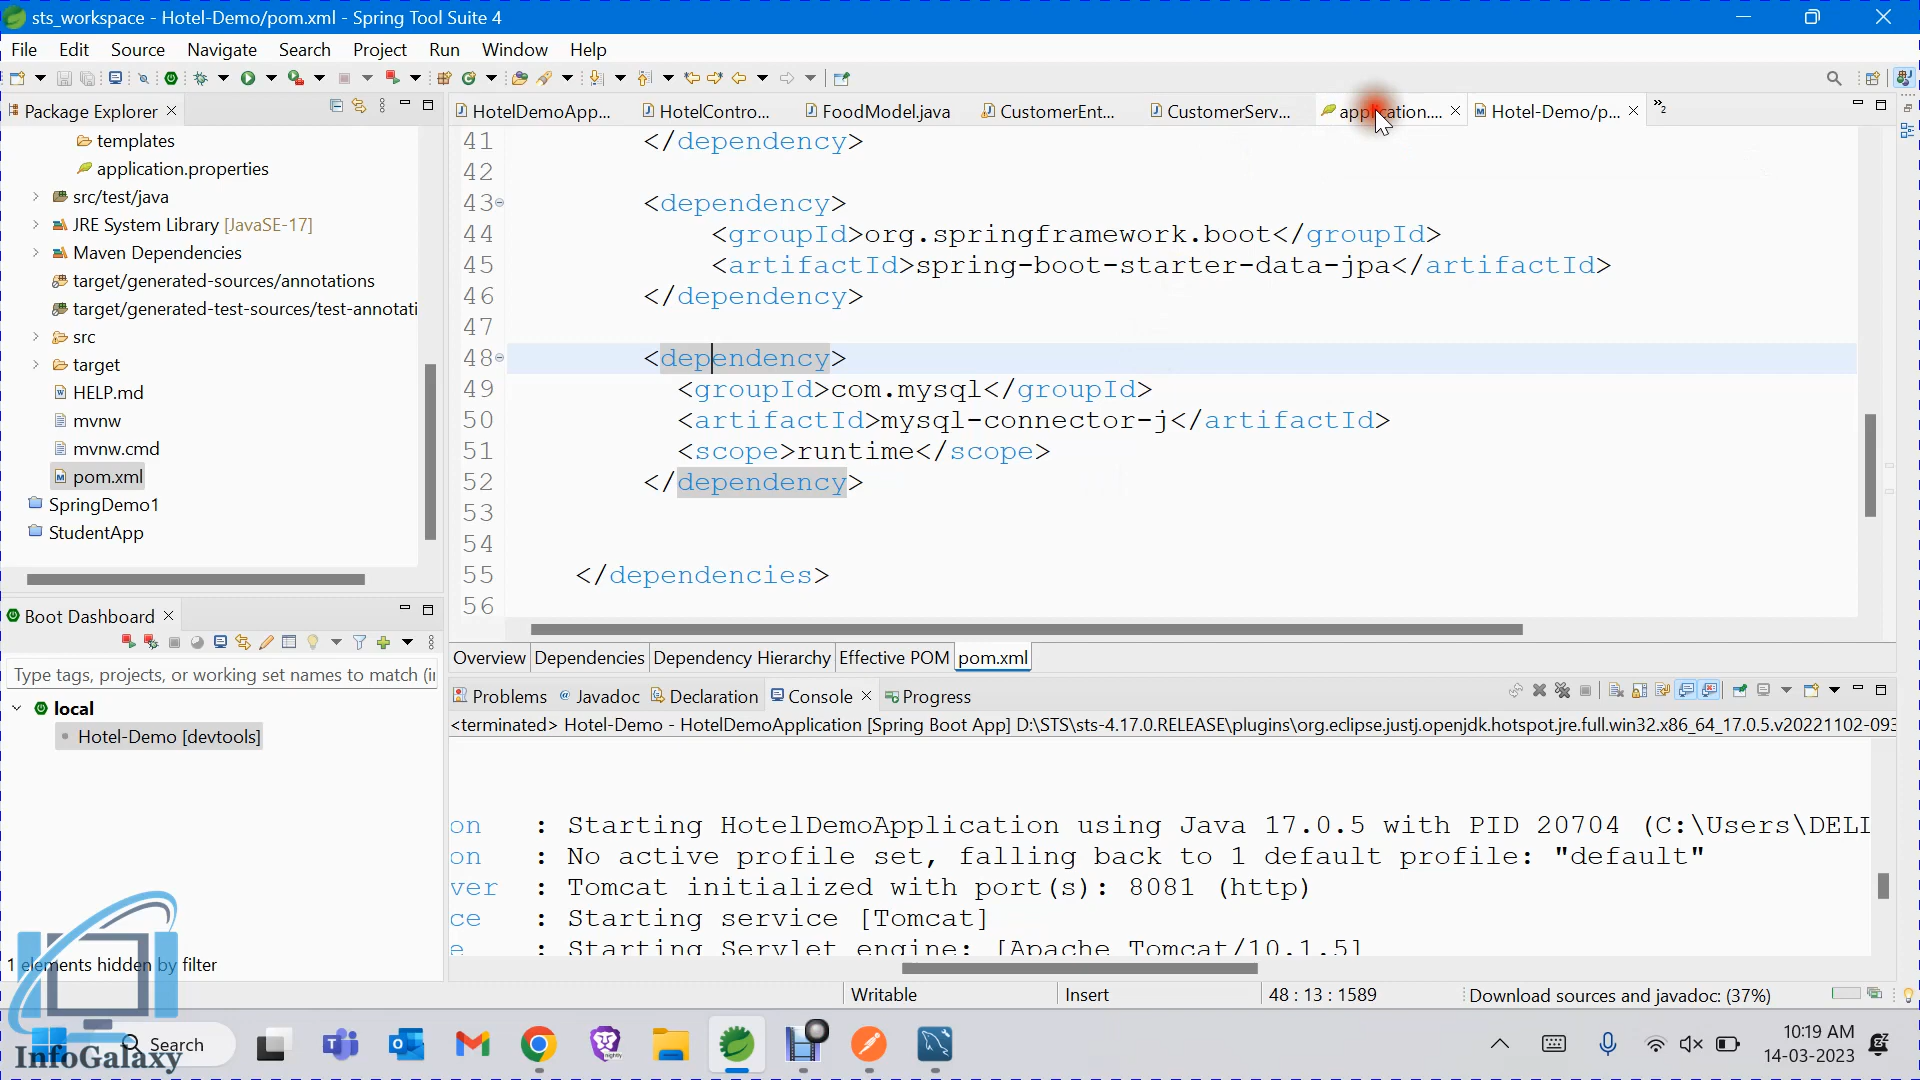 sts_workspace - Hotel-Demo/pom.xml - Spring Tool Suite 4
File Edit Source Navigate Search Project Run Window Help
Package Explorer
templates
application.properties
src/test/java
JRE System Library [JavaSE-17]
Maven Dependencies
target/generated-sources/annotations
target/generated-test-sources/test-annotati
src
target
HELP.md
mvnw
mvnw.cmd
pom.xml
SpringDemo1
StudentApp
HotelDemoApp... HotelContro... FoodModel.java CustomerEnt... CustomerServ... application.... Hotel-Demo/p... 2
41 </dependency>
42
43 <dependency>
44 <groupId>org.springframework.boot</groupId>
45 <artifactId>spring-boot-starter-data-jpa</artifactId>
46 </dependency>
47
48 <dependency>
49 <groupId>com.mysql</groupId>
50 <artifactId>mysql-connector-j</artifactId>
51 <scope>runtime</scope>
52 </dependency>
53
54
55 </dependencies>
56
Overview Dependencies Dependency Hierarchy Effective POM pom.xml
Boot Dashboard
Type tags, projects, or working set names to match (i
local
Hotel-Demo [devtools]
1 elements hidden by filter
Problems Javadoc Declaration Console Progress
<terminated> Hotel-Demo - HotelDemoApplication [Spring Boot App] D:\STS\sts-4.17.0.RELEASE\plugins\org.eclipse.justj.openjdk.hotspot.jre.full.win32.x86_64_17.0.5.v20221102-093
on : Starting HotelDemoApplication using Java 17.0.5 with PID 20704 (C:\Users\DELL
on : No active profile set, falling back to 1 default profile: "default"
ver : Tomcat initialized with port(s): 8081 (http)
ce : Starting service [Tomcat]
e : Starting Servlet engine: [Apache Tomcat/10.1.5]
Writable Insert 48 : 13 : 1589 Download sources and javadoc: (37%)
InfoGalaxy
Search
10:19 AM
14-03-2023